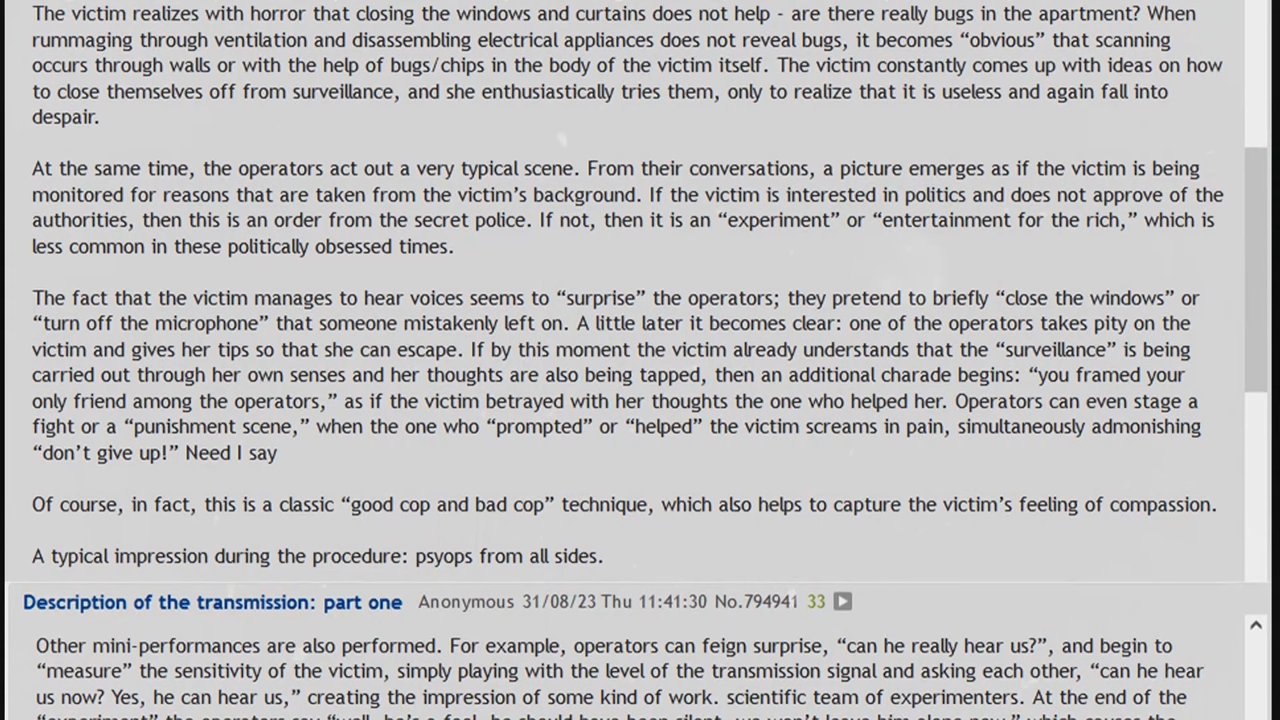 The victim realizes with horror that closing the windows and curtains does not help - are there really bugs in the apartment? When
rummaging through ventilation and disassembling electrical appliances does not reveal bugs, it becomes “obvious” that scanning
occurs through walls or with the help of bugs/chips in the body of the victim itself. The victim constantly comes up with ideas on how
to close themselves off from surveillance, and she enthusiastically tries them, only to realize that it is useless and again fall into
despair.
At the same time, the operators act out a very typical scene. From their conversations, a picture emerges as if the victim is being
monitored for reasons that are taken from the victim’s background. If the victim is interested in politics and does not approve of the
authorities, then this is an order from the secret police. If not, then it is an “experiment” or “entertainment for the rich,” which is
less common in these politically obsessed times.
The fact that the victim manages to hear voices seems to “surprise” the operators; they pretend to briefly “close the windows” or
“turn off the microphone” that someone mistakenly left on. A little later it becomes clear: one of the operators takes pity on the
victim and gives her tips so that she can escape. If by this moment the victim already understands that the “surveillance” is being
carried out through her own senses and her thoughts are also being tapped, then an additional charade begins: “you framed your
only friend among the operators,” as if the victim betrayed with her thoughts the one who helped her. Operators can even stage a
fight or a “punishment scene,” when the one who “prompted” or “helped” the victim screams in pain, simultaneously admonishing
“don’t give up!” Need I say
Of course, in fact, this is a classic “good cop and bad cop” technique, which also helps to capture the victim’s feeling of compassion.
A typical impression during the procedure: psyops from all sides.
Description of the transmission: part one Anonymous 31/08/23 Thu 11:41:30 No.794941 33
Other mini-performances are also performed. For example, operators can feign surprise, “can he really hear us?”, and begin to
“measure” the sensitivity of the victim, simply playing with the level of the transmission signal and asking each other, “can he hear
us now? Yes, he can hear us,” creating the impression of some kind of work. scientific team of experimenters. At the end of the
“experiment” the operators say “well, he’s a fool, he should have been silent, we won’t leave him alone now,” which causes the